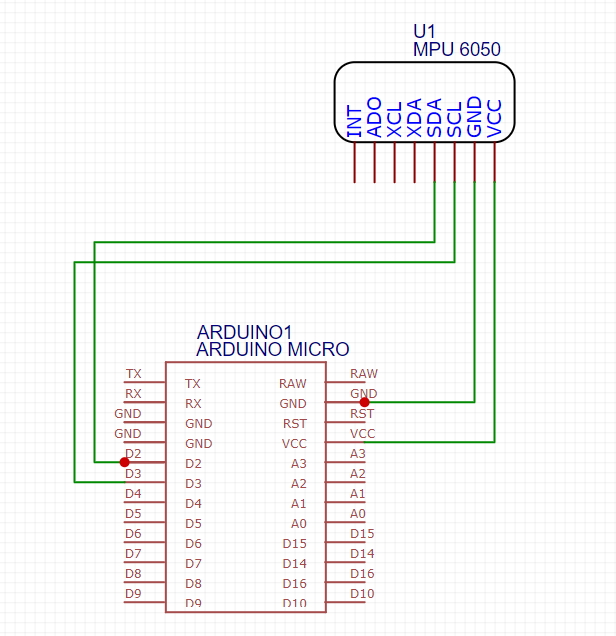 U1
MPU 6050
INT
ADO
XCL
XDA
SDA
SCL
GND
VCC
ARDUINO1
ARDUINO MICRO
TX TX RAW RAW
RX RX GND GND
GND GND RST RST
GND GND VCC VCC
D2 D2 A3 A3
D3 D3 A2 A2
D4 D4 A1 A1
D5 D5 A0 A0
D6 D6 D15 D15
D7 D7 D14 D14
D8 D8 D16 D16
D9 D9 D10 D10